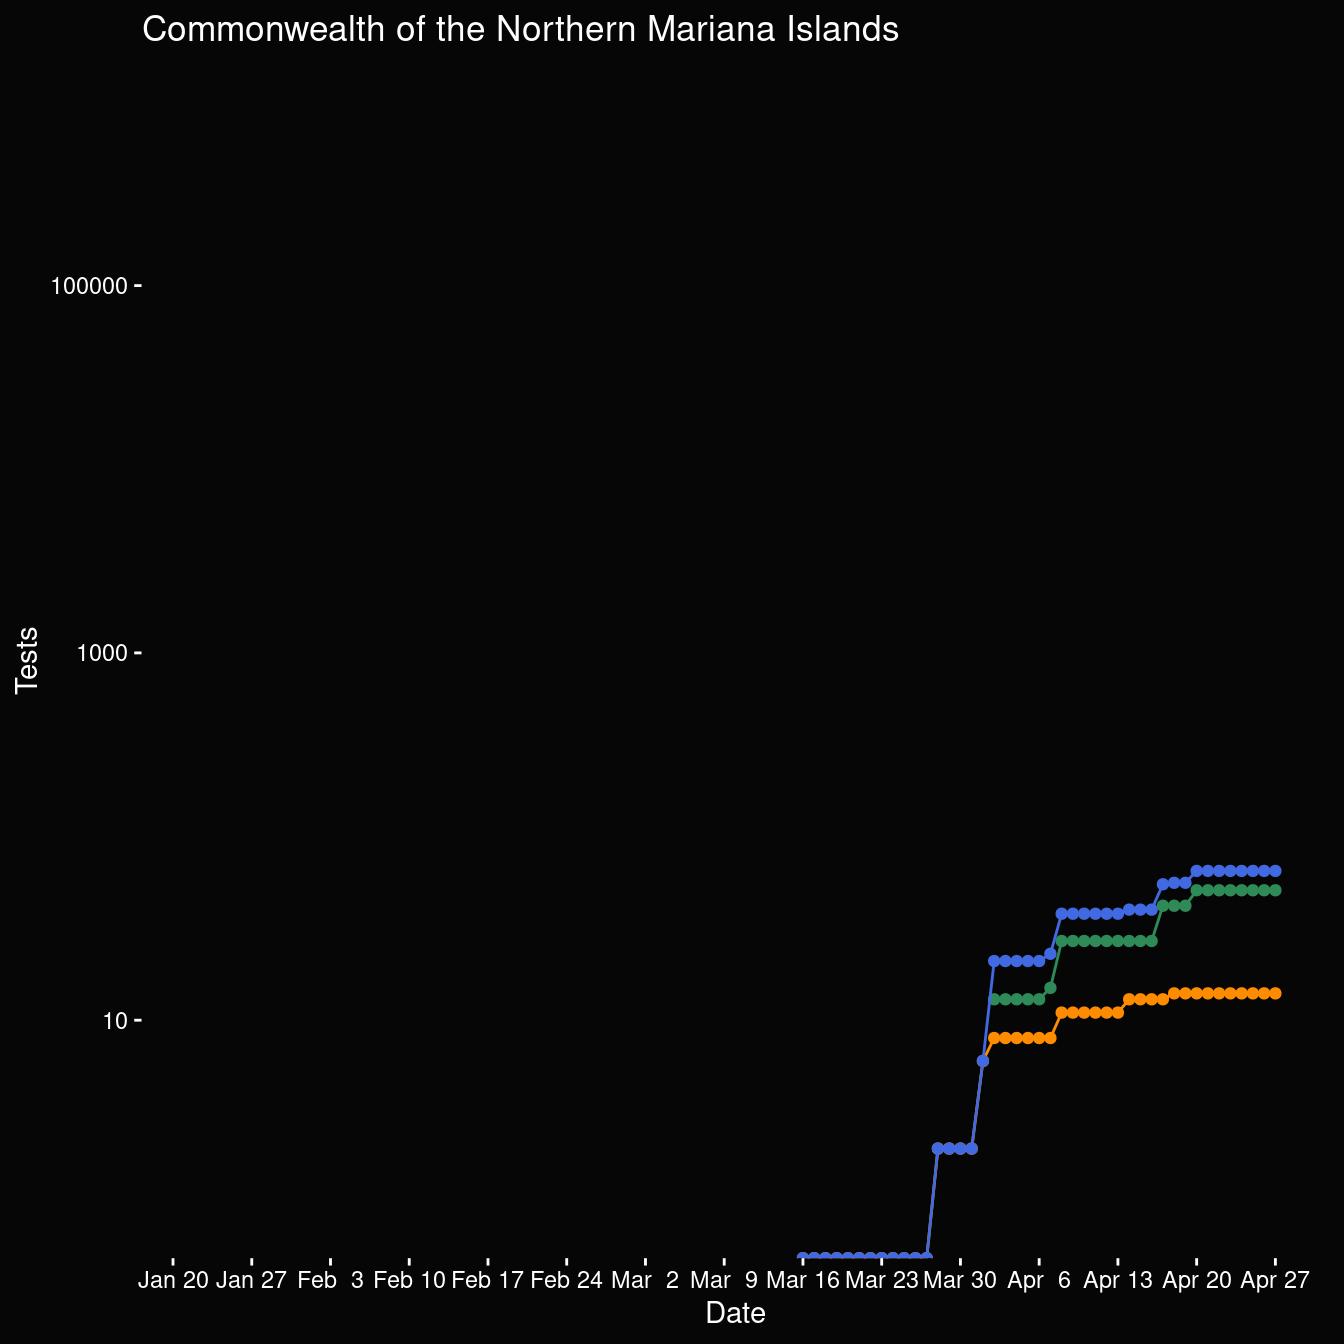 Commonwealth of the Northern Mariana Islands
100000
1000
10
Tests
Jan 20 Jan 27 Feb 3 Feb 10 Feb 17 Feb 24 Mar 2 Mar 9 Mar 16 Mar 23 Mar 30 Apr 6 Apr 13 Apr 20 Apr 27
Date